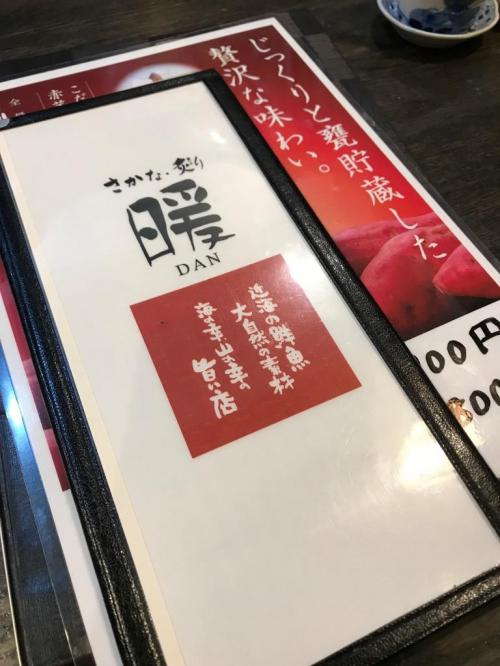 じっくりと甕貯蔵した
贅沢な味わい。
さかな・炙り
暖
DAN
近海の鮮魚
大自然の素材
海の幸山の幸の
旨い店
00円
00